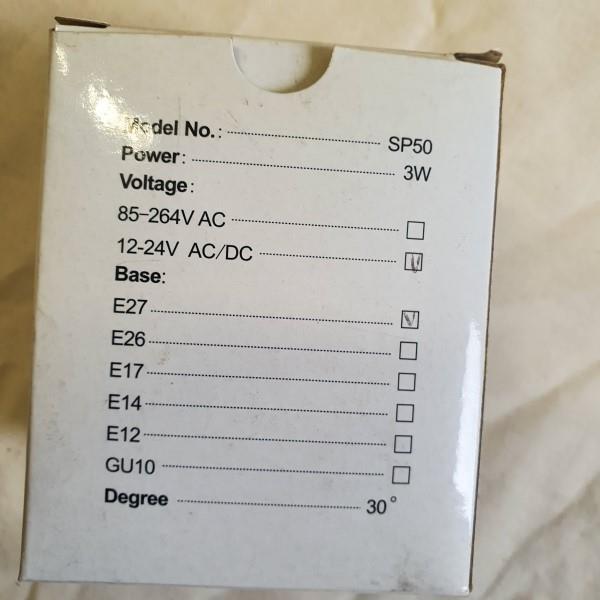 Model No.: SP50
Power: 3W
Voltage:
85-264V AC
12-24V AC/DC
Base:
E27
E26
E17
E14
E12
GU10
Degree 30°